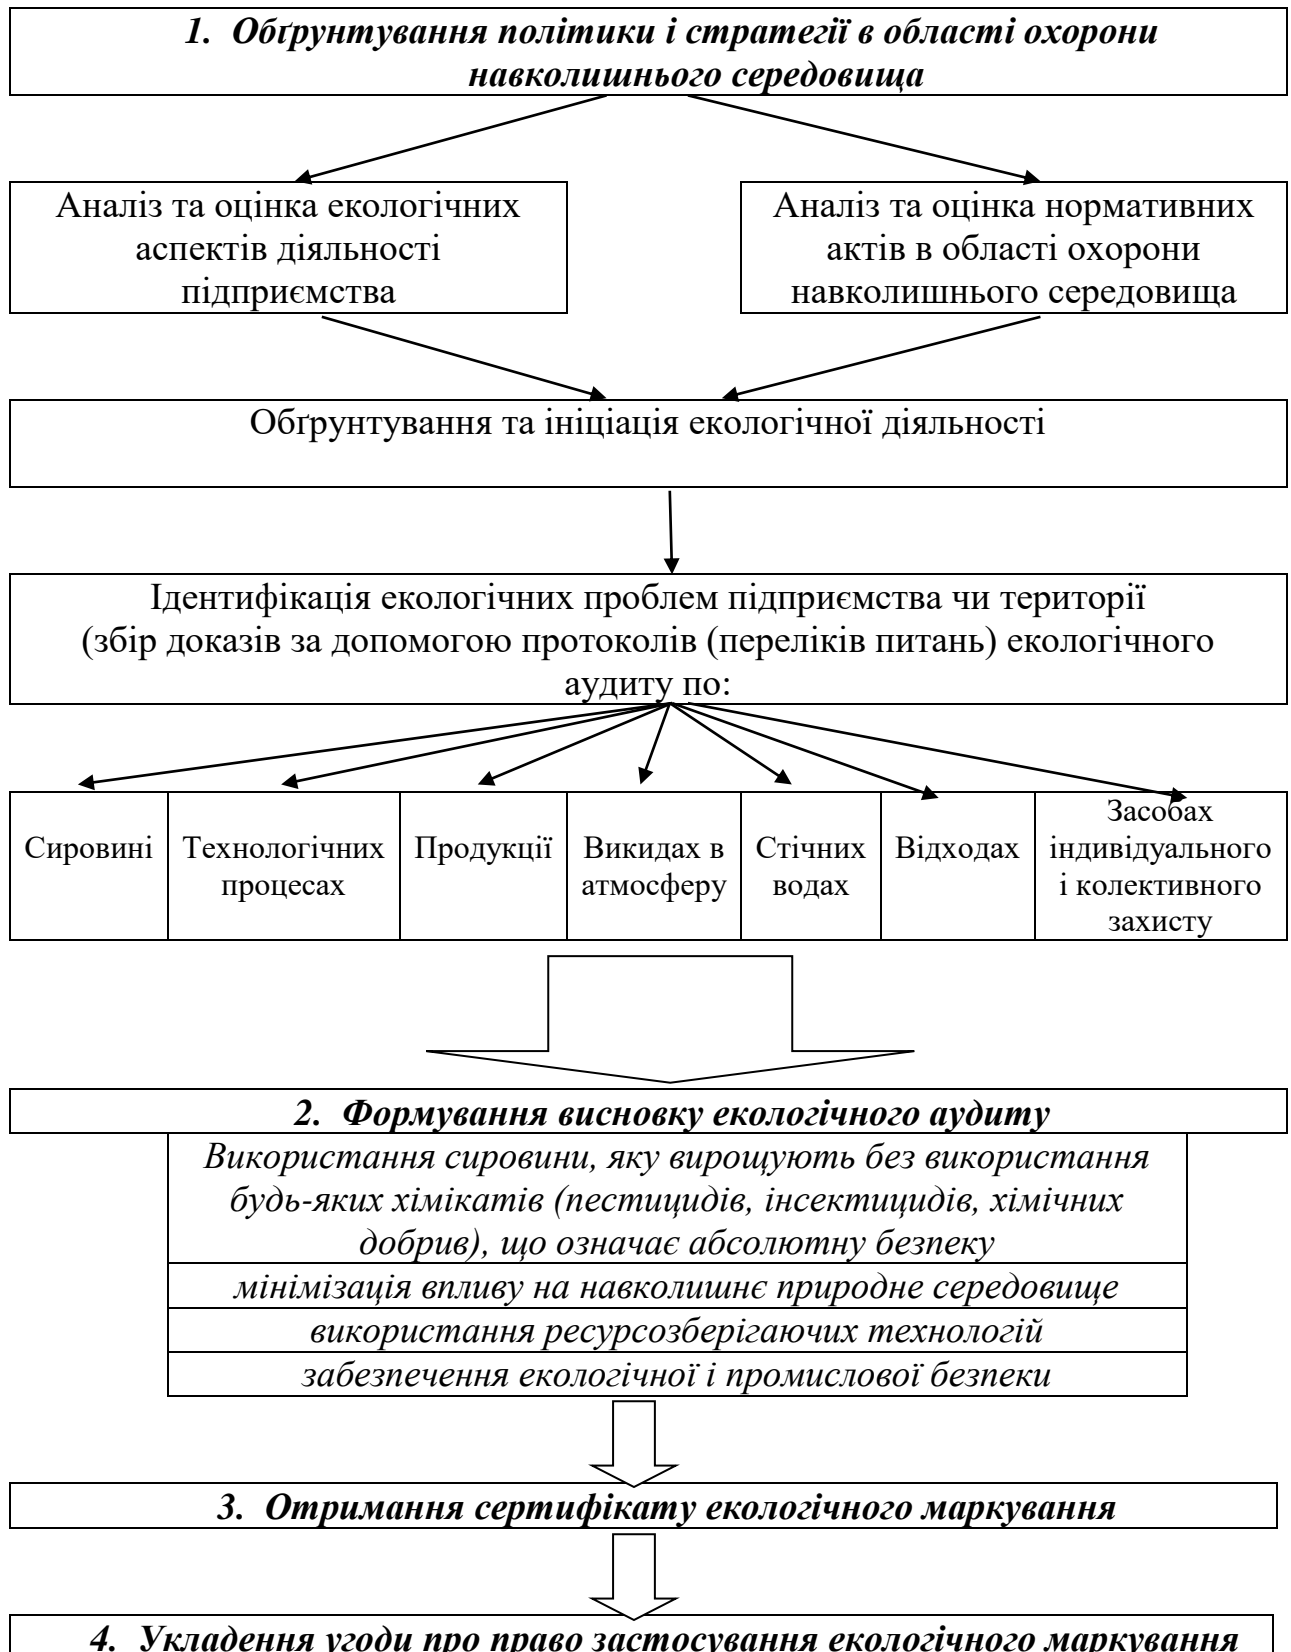 1. Обґрунтування політики і стратегії в області охорони
навколишнього середовища
Аналіз та оцінка екологічних
аспектів діяльності
підприємства
Аналіз та оцінка нормативних
актів в області охорони
навколишнього середовища
Обґрунтування та ініціація екологічної діяльності
Ідентифікація екологічних проблем підприємства чи території
(збір доказів за допомогою протоколів (переліків питань) екологічного
аудиту по:
Сировині
Технологічних
процесах
Продукції
Викидах в
атмосферу
Стічних
водах
Відходах
Засобах
індивідуального
і колективного
захисту
2. Формування висновку екологічного аудиту
Використання сировини, яку вирощують без використання
будь-яких хімікатів (пестицидів, інсектицидів, хімічних
добрив), що означає абсолютну безпеку
мінімізація впливу на навколишнє природне середовище
використання ресурсозберігаючих технологій
забезпечення екологічної і промислової безпеки
3. Отримання сертифікату екологічного маркування
4. Укладення угоди про право застосування екологічного маркування